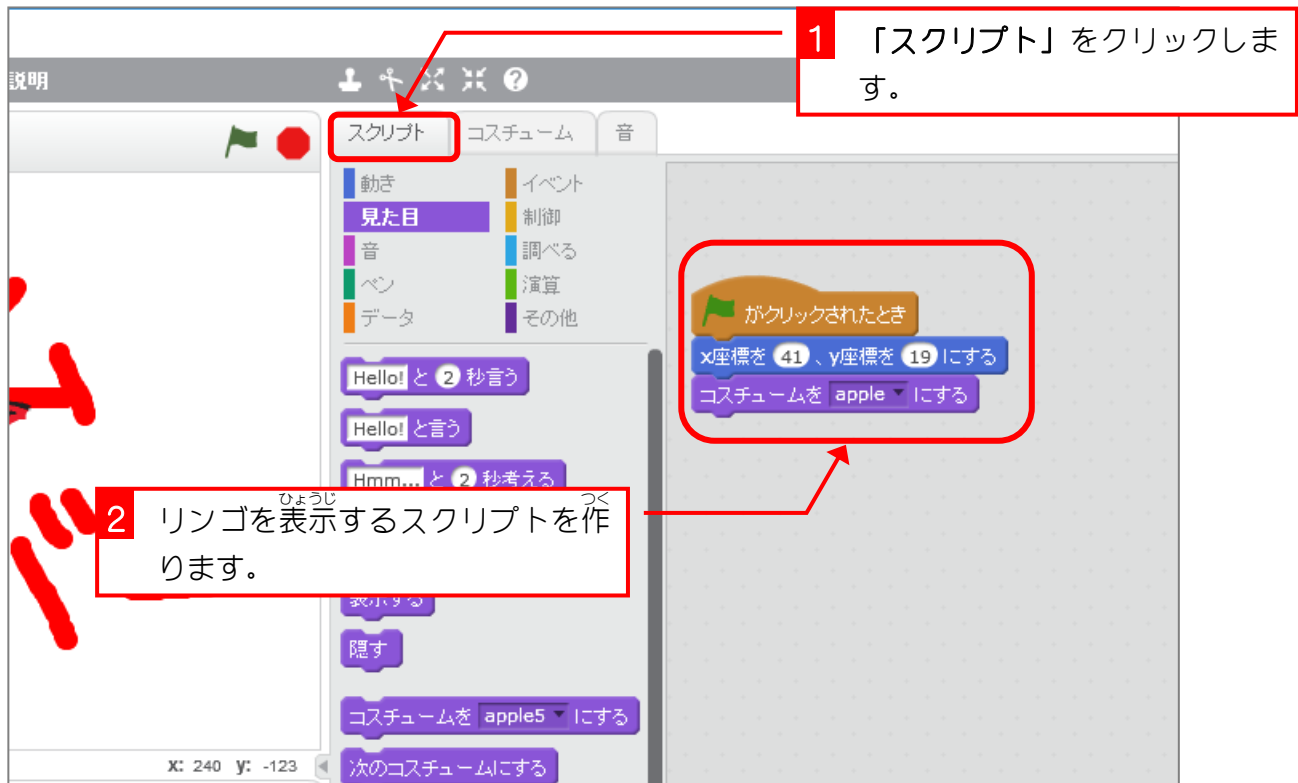 1 「スクリプト」をクリックしま
す。
説明
スクリプト コスチューム 音
動き イベント
見た目 制御
音 調べる
ペン 演算
データ その他
がクリックされたとき
x座標を 41 、y座標を 19 にする
コスチュームを apple にする
Hello! と 2 秒言う
Hello! と言う
Hmm... と 2 秒考える
ひょうじ つく
2 リンゴを表示するスクリプトを作
ります。
表示する
隠す
コスチュームを apple5 にする
次のコスチュームにする
x: 240 y: -123